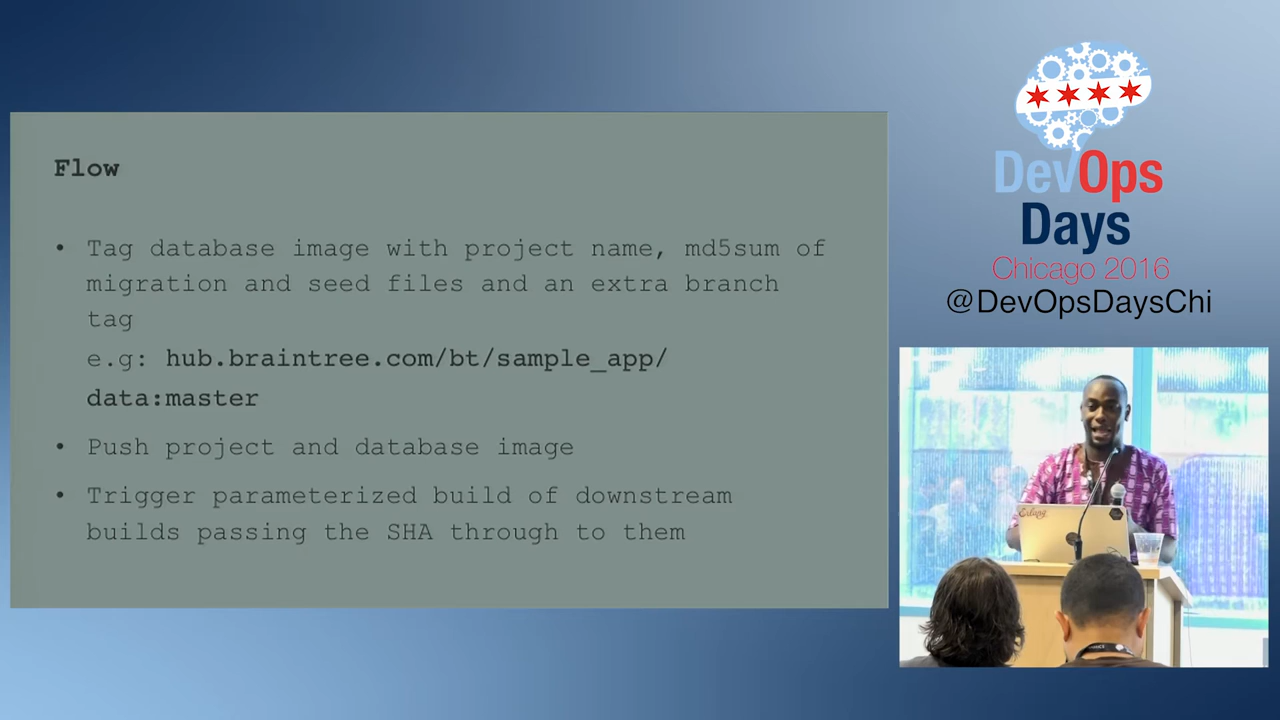 Flow
• Tag database image with project name, md5sum of
migration and seed files and an extra branch
tag
e.g: hub.braintree.com/bt/sample_app/
data:master
• Push project and database image
• Trigger parameterized build of downstream
builds passing the SHA through to them
DevOps
Days
Chicago 2016
@DevOpsDaysChi
Erlang